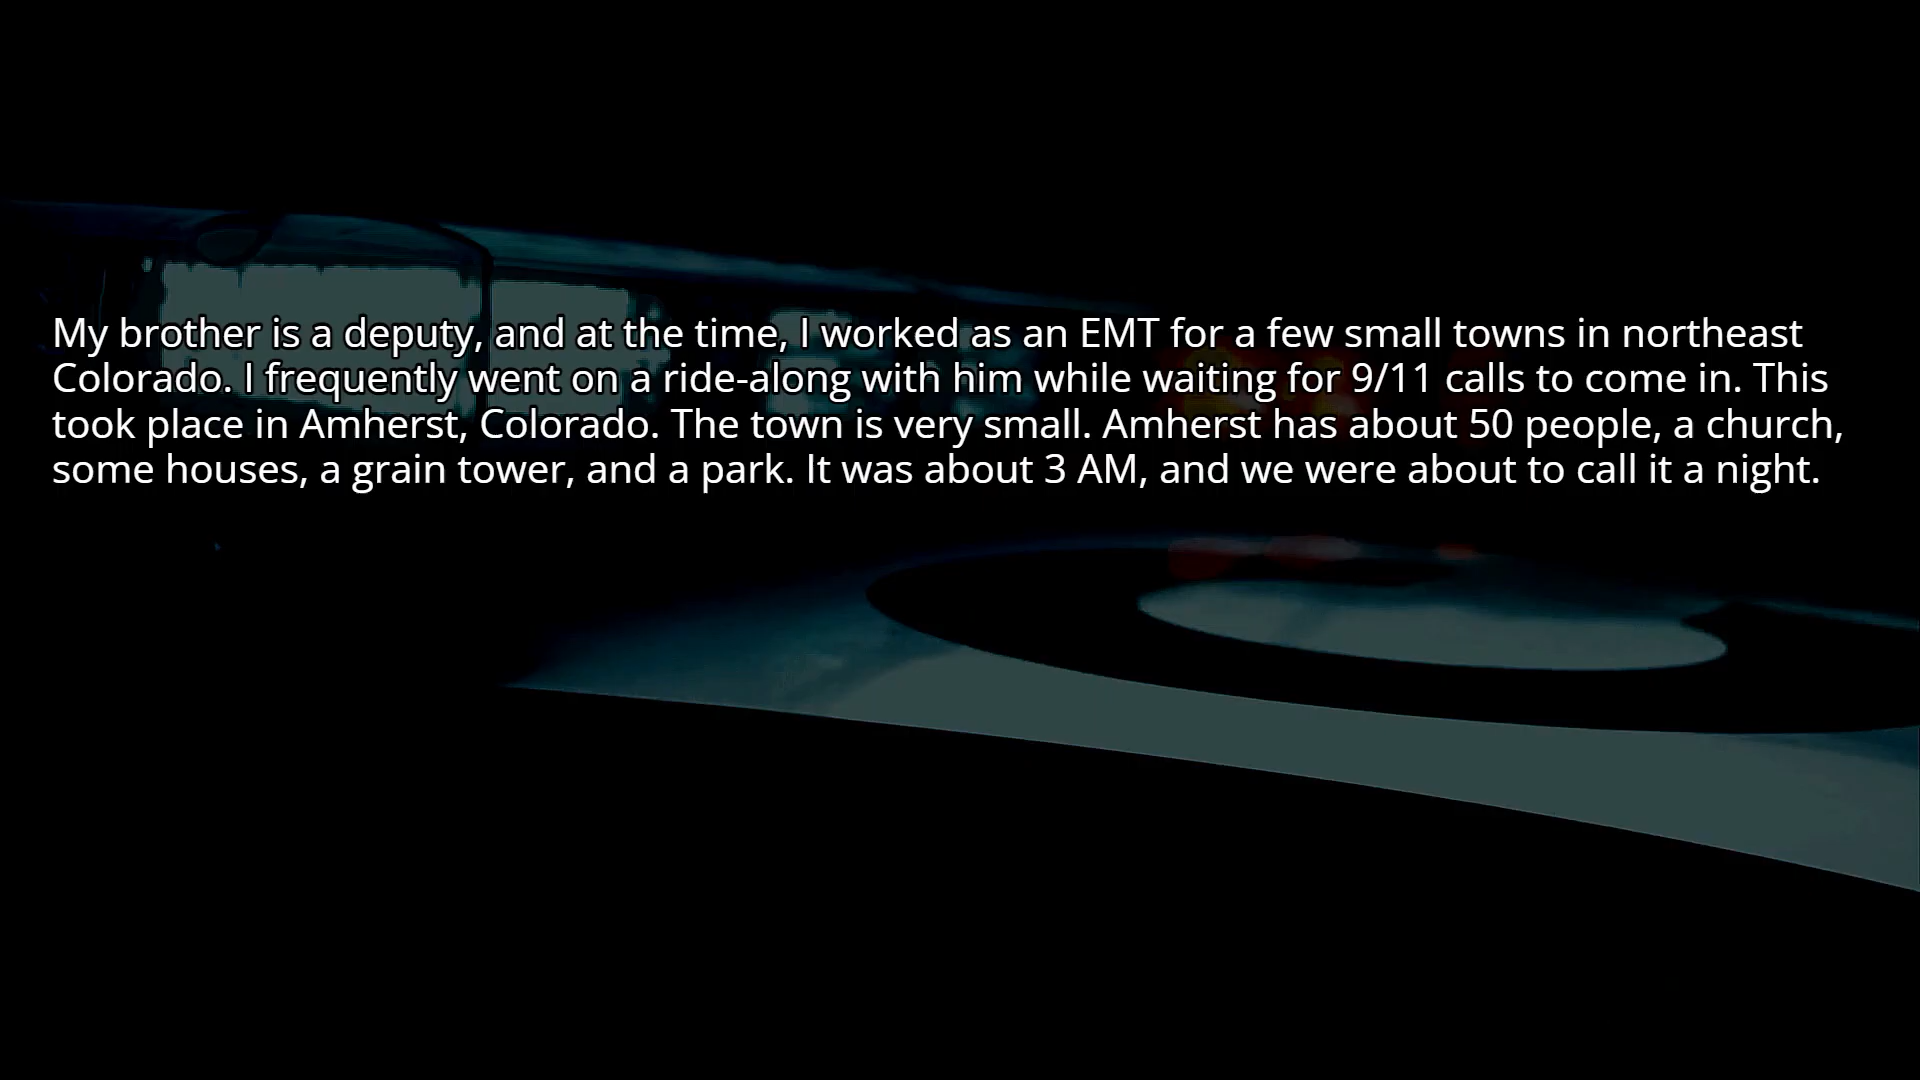 My brother is a deputy, and at the time, I worked as an EMT for a few small towns in northeast
Colorado. I frequently went on a ride-along with him while waiting for 9/11 calls to come in. This
took place in Amherst, Colorado. The town is very small. Amherst has about 50 people, a church,
some houses, a grain tower, and a park. It was about 3 AM, and we were about to call it a night.